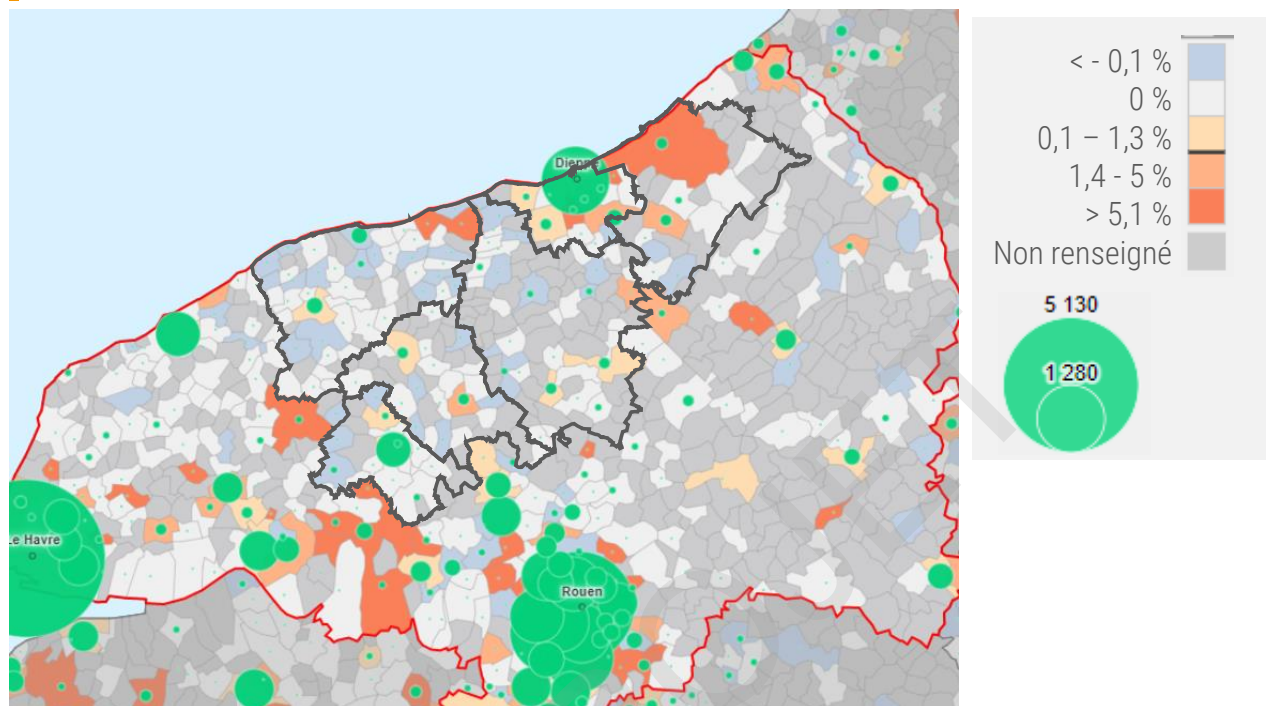 Dieppe
Le Havre
Rouen
< - 0,1 %
0 %
0,1 – 1,3 %
1,4 - 5 %
> 5,1 %
Non renseigné
5 130
1 280